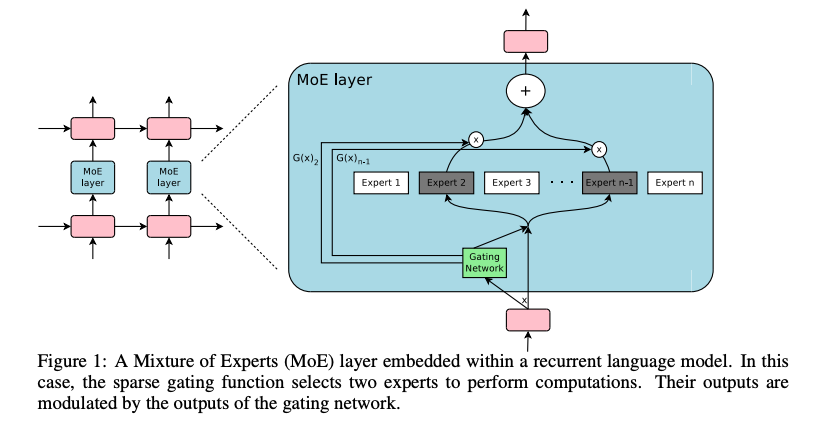 MoE layer
MoE
layer
MoE
layer
G(x)2
G(x)n-1
x
x
+
Expert 1
Expert 2
Expert 3
. . .
Expert n-1
Expert n
Gating
Network
x
Figure 1: A Mixture of Experts (MoE) layer embedded within a recurrent language model. In this
case, the sparse gating function selects two experts to perform computations. Their outputs are
modulated by the outputs of the gating network.